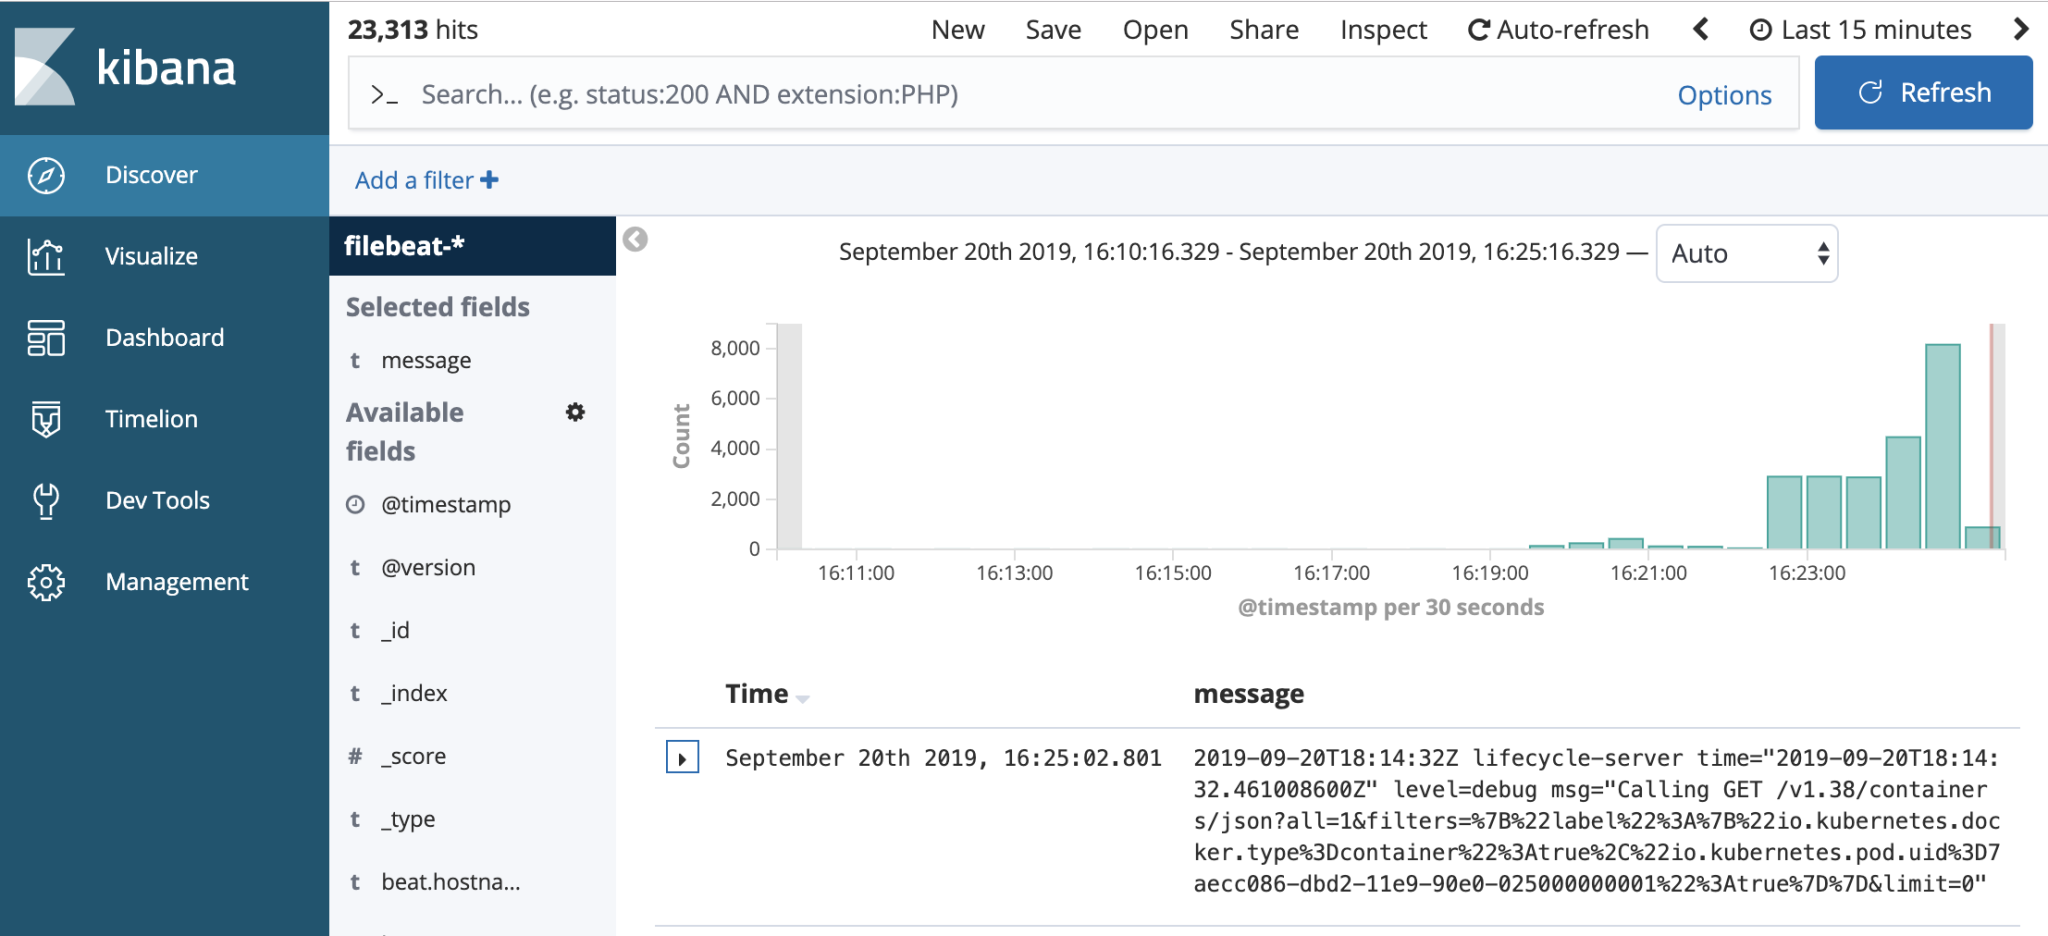 kibana
Discover
Visualize
Dashboard
Timelion
Dev Tools
Management
23,313 hits
New Save Open Share Inspect Auto-refresh Last 15 minutes
>_ Search... (e.g. status:200 AND extension:PHP) Options Refresh
Add a filter +
filebeat-*
Selected fields
t message
Available
fields
@timestamp
t @version
t _id
t _index
# _score
t _type
t beat.hostna...
September 20th 2019, 16:10:16.329 - September 20th 2019, 16:25:16.329 — Auto
Count
8,000
6,000
4,000
2,000
0
16:11:00 16:13:00 16:15:00 16:17:00 16:19:00 16:21:00 16:23:00
@timestamp per 30 seconds
Time message
September 20th 2019, 16:25:02.801 2019-09-20T18:14:32Z lifecycle-server time="2019-09-20T18:14:
32.461008600Z" level=debug msg="Calling GET /v1.38/container
s/json?all=1&filters=%7B%22label%22%3A%7B%22io.kubernetes.doc
ker.type%3Dcontainer%22%3Atrue%2C%22io.kubernetes.pod.uid%3D7
aecc086-dbd2-11e9-90e0-025000000001%22%3Atrue%7D%7D&limit=0"